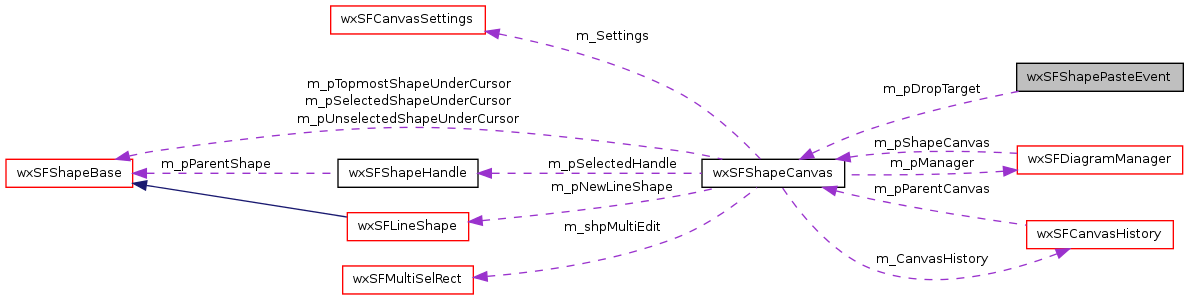 wxSFCanvasSettings
m_Settings
wxSFShapePasteEvent
m_pTopmostShapeUnderCursor
m_pSelectedShapeUnderCursor
m_pUnselectedShapeUnderCursor
m_pDropTarget
m_pShapeCanvas
wxSFDiagramManager
m_pManager
wxSFShapeBase
m_pParentShape
wxSFShapeHandle
m_pSelectedHandle
wxSFShapeCanvas
m_pNewLineShape
m_pParentCanvas
wxSFLineShape
m_shpMultiEdit
wxSFCanvasHistory
m_CanvasHistory
wxSFMultiSelRect